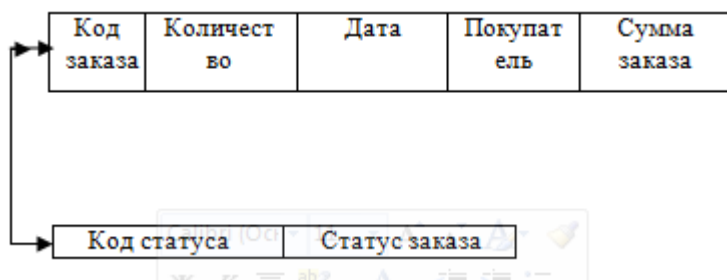 Код Количест Дата Покупат Сумма
заказа во ель заказа
Код статуса Статус заказа